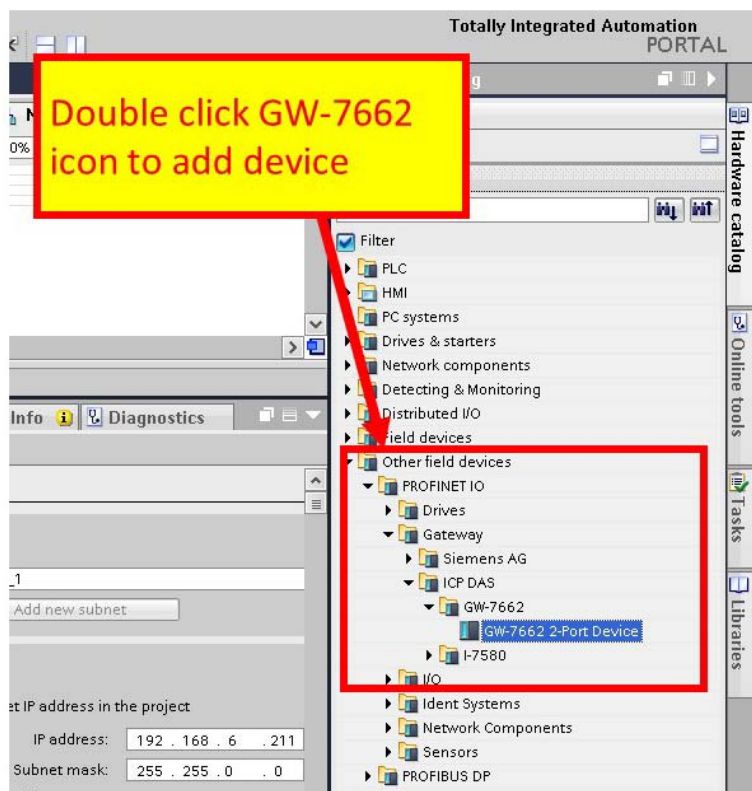 Totally Integrated Automation
PORTAL
Double click GW-7662
icon to add device
g
N
0%
Hardware catalog
Online tools
Tasks
Libraries
Filter
PLC
HMI
PC systems
Drives & starters
Network components
Detecting & Monitoring
Distributed I/O
Field devices
Other field devices
PROFINET IO
Drives
Gateway
Siemens AG
ICP DAS
GW-7662
GW-7662 2-Port Device
I-7580
I/O
Ident Systems
Network Components
Sensors
PROFIBUS DP
Info Diagnostics
_1
Add new subnet
et IP address in the project
IP address: 192 . 168 . 6 . 211
Subnet mask: 255 . 255 . 0 . 0